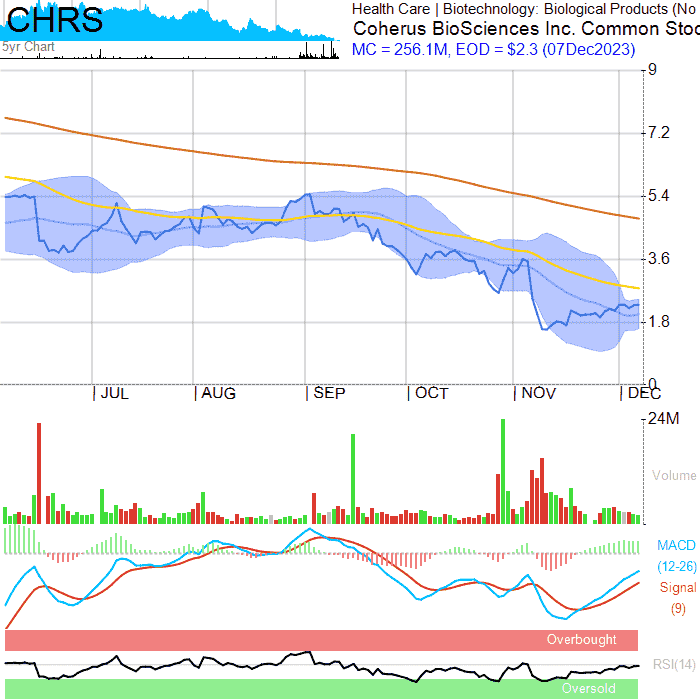 CHRS
5yr Chart
Health Care | Biotechnology: Biological Products (No
Coherus BioSciences Inc. Common Stoc
MC = 256.1M, EOD = $2.3 (07Dec2023)
9
7.2
5.4
3.6
1.8
0
JUL
AUG
SEP
OCT
NOV
DEC
24M
Volume
MACD
(12-26)
Signal
(9)
Overbought
RSI(14)
Oversold